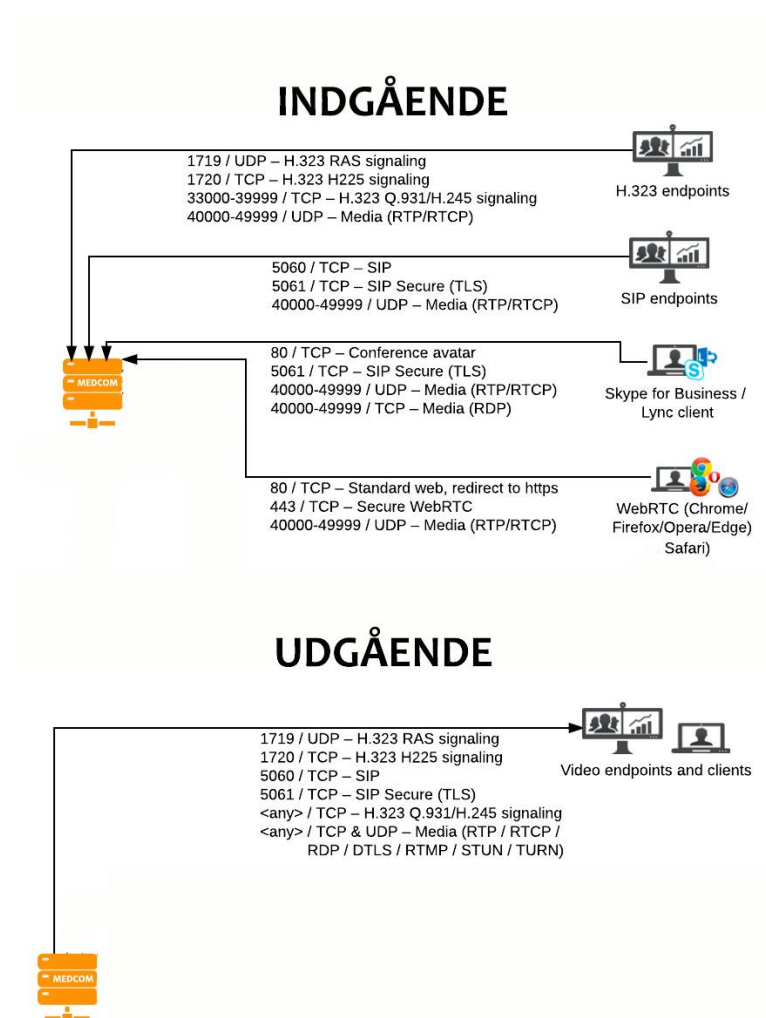 INDGÅENDE
1719 / UDP – H.323 RAS signaling
1720 / TCP – H.323 H225 signaling
33000-39999 / TCP – H.323 Q.931/H.245 signaling
40000-49999 / UDP – Media (RTP/RTCP)
H.323 endpoints
5060 / TCP – SIP
5061 / TCP – SIP Secure (TLS)
40000-49999 / UDP – Media (RTP/RTCP)
SIP endpoints
80 / TCP – Conference avatar
5061 / TCP – SIP Secure (TLS)
40000-49999 / UDP – Media (RTP/RTCP)
40000-49999 / TCP – Media (RDP)
Skype for Business /
Lync client
MEDCOM
80 / TCP – Standard web, redirect to https
443 / TCP – Secure WebRTC
40000-49999 / UDP – Media (RTP/RTCP)
WebRTC (Chrome/
Firefox/Opera/Edge)
Safari)
UDGÅENDE
1719 / UDP – H.323 RAS signaling
1720 / TCP – H.323 H225 signaling
5060 / TCP – SIP
5061 / TCP – SIP Secure (TLS)
<any> / TCP – H.323 Q.931/H.245 signaling
<any> / TCP & UDP – Media (RTP / RTCP /
RDP / DTLS / RTMP / STUN / TURN)
Video endpoints and clients
MEDCOM